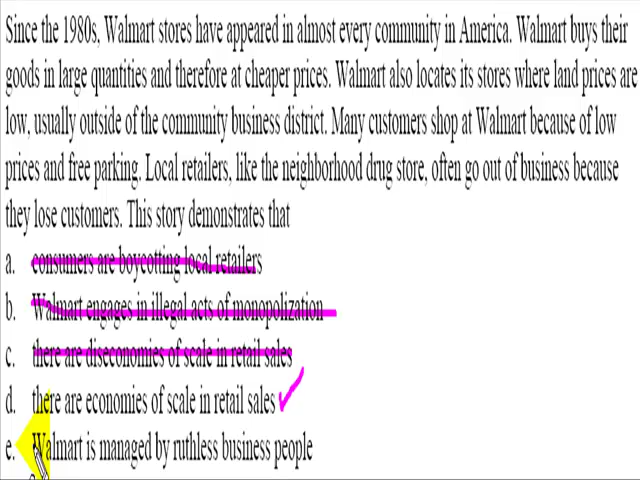 Since the 1980s, Walmart stores have appeared in almost every community in America. Walmart buys their
goods in large quantities and therefore at cheaper prices. Walmart also locates its stores where land prices are
low, usually outside of the community business district. Many customers shop at Walmart because of low
prices and free parking. Local retailers, like the neighborhood drug store, often go out of business because
they lose customers. This story demonstrates that
a. consumers are boycotting local retailers
b. Walmart engages in illegal acts of monopolization
c. there are diseconomies of scale in retail sales
d. there are economies of scale in retail sales
e. Walmart is managed by ruthless business people